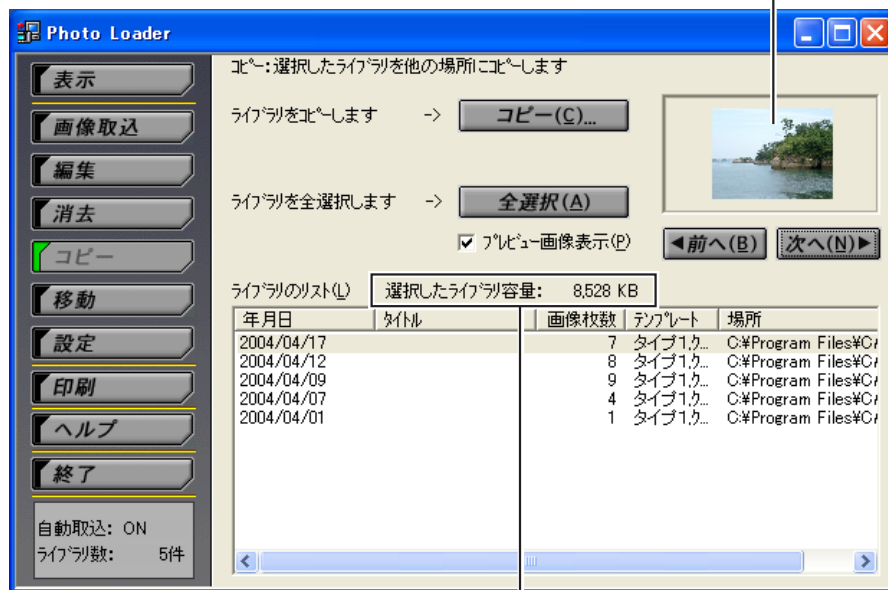 Photo Loader
表示
画像取込
編集
消去
コピー
移動
設定
印刷
ヘルプ
終了
自動取込: ON
ライブラリ数: 5件
コピー:選択したライブラリを他の場所にコピーします
ライブラリをコピーします -> コピー(C)...
ライブラリを全選択します -> 全選択(A)
プレビュー画像表示(P)
◀前へ(B) 次へ(N)▶
ライブラリのリスト(L) 選択したライブラリ容量: 8,528 KB
年月日 タイトル 画像枚数 テンプレート 場所
2004/04/17 7 タイプ1,ク... C:¥Program Files¥C
2004/04/12 8 タイプ1,ク... C:¥Program Files¥C
2004/04/09 9 タイプ1,ク... C:¥Program Files¥C
2004/04/07 4 タイプ1,ク... C:¥Program Files¥C
2004/04/01 1 タイプ1,ク... C:¥Program Files¥C